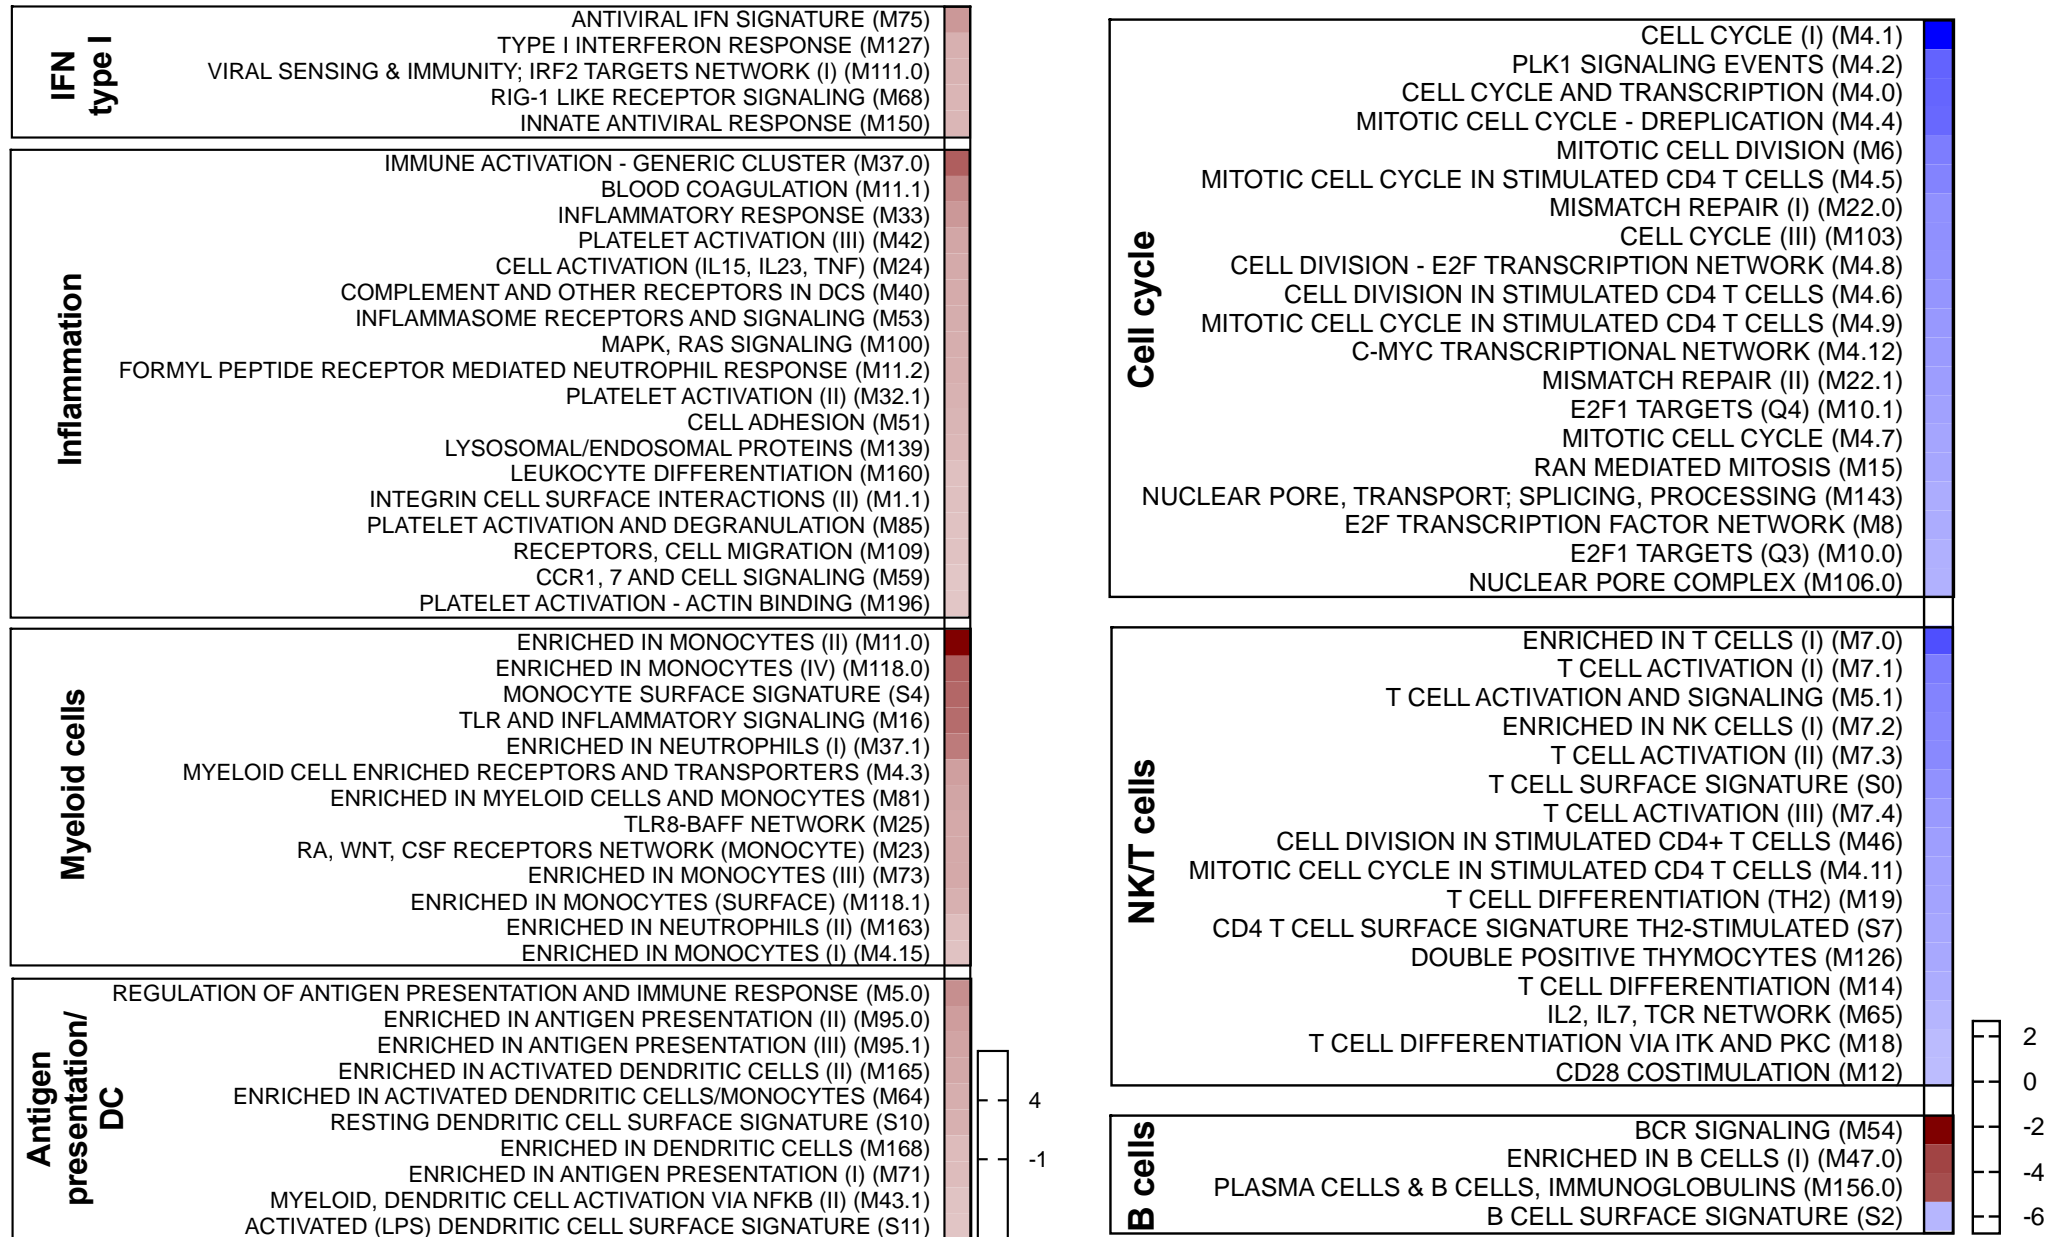 IFN
type I
ANTIVIRAL IFN SIGNATURE (M75)
TYPE I INTERFERON RESPONSE (M127)
VIRAL SENSING & IMMUNITY; IRF2 TARGETS NETWORK (I) (M111.0)
RIG-1 LIKE RECEPTOR SIGNALING (M68)
INNATE ANTIVIRAL RESPONSE (M150)
Inflammation
IMMUNE ACTIVATION - GENERIC CLUSTER (M37.0)
BLOOD COAGULATION (M11.1)
INFLAMMATORY RESPONSE (M33)
PLATELET ACTIVATION (III) (M42)
CELL ACTIVATION (IL15, IL23, TNF) (M24)
COMPLEMENT AND OTHER RECEPTORS IN DCS (M40)
INFLAMMASOME RECEPTORS AND SIGNALING (M53)
MAPK, RAS SIGNALING (M100)
FORMYL PEPTIDE RECEPTOR MEDIATED NEUTROPHIL RESPONSE (M11.2)
PLATELET ACTIVATION (II) (M32.1)
CELL ADHESION (M51)
LYSOSOMAL/ENDOSOMAL PROTEINS (M139)
LEUKOCYTE DIFFERENTIATION (M160)
INTEGRIN CELL SURFACE INTERACTIONS (II) (M1.1)
PLATELET ACTIVATION AND DEGRANULATION (M85)
RECEPTORS, CELL MIGRATION (M109)
CCR1, 7 AND CELL SIGNALING (M59)
PLATELET ACTIVATION - ACTIN BINDING (M196)
Myeloid cells
ENRICHED IN MONOCYTES (II) (M11.0)
ENRICHED IN MONOCYTES (IV) (M118.0)
MONOCYTE SURFACE SIGNATURE (S4)
TLR AND INFLAMMATORY SIGNALING (M16)
ENRICHED IN NEUTROPHILS (I) (M37.1)
MYELOID CELL ENRICHED RECEPTORS AND TRANSPORTERS (M4.3)
ENRICHED IN MYELOID CELLS AND MONOCYTES (M81)
TLR8-BAFF NETWORK (M25)
RA, WNT, CSF RECEPTORS NETWORK (MONOCYTE) (M23)
ENRICHED IN MONOCYTES (III) (M73)
ENRICHED IN MONOCYTES (SURFACE) (M118.1)
ENRICHED IN NEUTROPHILS (II) (M163)
ENRICHED IN MONOCYTES (I) (M4.15)
Antigen
presentation/
DC
REGULATION OF ANTIGEN PRESENTATION AND IMMUNE RESPONSE (M5.0)
ENRICHED IN ANTIGEN PRESENTATION (II) (M95.0)
ENRICHED IN ANTIGEN PRESENTATION (III) (M95.1)
ENRICHED IN ACTIVATED DENDRITIC CELLS (II) (M165)
ENRICHED IN ACTIVATED DENDRITIC CELLS/MONOCYTES (M64)
RESTING DENDRITIC CELL SURFACE SIGNATURE (S10)
ENRICHED IN DENDRITIC CELLS (M168)
ENRICHED IN ANTIGEN PRESENTATION (I) (M71)
MYELOID, DENDRITIC CELL ACTIVATION VIA NFKB (II) (M43.1)
ACTIVATED (LPS) DENDRITIC CELL SURFACE SIGNATURE (S11)
4
-1
Cell cycle
CELL CYCLE (I) (M4.1)
PLK1 SIGNALING EVENTS (M4.2)
CELL CYCLE AND TRANSCRIPTION (M4.0)
MITOTIC CELL CYCLE - DREPLICATION (M4.4)
MITOTIC CELL DIVISION (M6)
MITOTIC CELL CYCLE IN STIMULATED CD4 T CELLS (M4.5)
MISMATCH REPAIR (I) (M22.0)
CELL CYCLE (III) (M103)
CELL DIVISION - E2F TRANSCRIPTION NETWORK (M4.8)
CELL DIVISION IN STIMULATED CD4 T CELLS (M4.6)
MITOTIC CELL CYCLE IN STIMULATED CD4 T CELLS (M4.9)
C-MYC TRANSCRIPTIONAL NETWORK (M4.12)
MISMATCH REPAIR (II) (M22.1)
E2F1 TARGETS (Q4) (M10.1)
MITOTIC CELL CYCLE (M4.7)
RAN MEDIATED MITOSIS (M15)
NUCLEAR PORE, TRANSPORT; SPLICING, PROCESSING (M143)
E2F TRANSCRIPTION FACTOR NETWORK (M8)
E2F1 TARGETS (Q3) (M10.0)
NUCLEAR PORE COMPLEX (M106.0)
NK/T cells
ENRICHED IN T CELLS (I) (M7.0)
T CELL ACTIVATION (I) (M7.1)
T CELL ACTIVATION AND SIGNALING (M5.1)
ENRICHED IN NK CELLS (I) (M7.2)
T CELL ACTIVATION (II) (M7.3)
T CELL SURFACE SIGNATURE (S0)
T CELL ACTIVATION (III) (M7.4)
CELL DIVISION IN STIMULATED CD4+ T CELLS (M46)
MITOTIC CELL CYCLE IN STIMULATED CD4 T CELLS (M4.11)
T CELL DIFFERENTIATION (TH2) (M19)
CD4 T CELL SURFACE SIGNATURE TH2-STIMULATED (S7)
DOUBLE POSITIVE THYMOCYTES (M126)
T CELL DIFFERENTIATION (M14)
IL2, IL7, TCR NETWORK (M65)
T CELL DIFFERENTIATION VIA ITK AND PKC (M18)
CD28 COSTIMULATION (M12)
B cells
BCR SIGNALING (M54)
ENRICHED IN B CELLS (I) (M47.0)
PLASMA CELLS & B CELLS, IMMUNOGLOBULINS (M156.0)
B CELL SURFACE SIGNATURE (S2)
2
0
-2
-4
-6